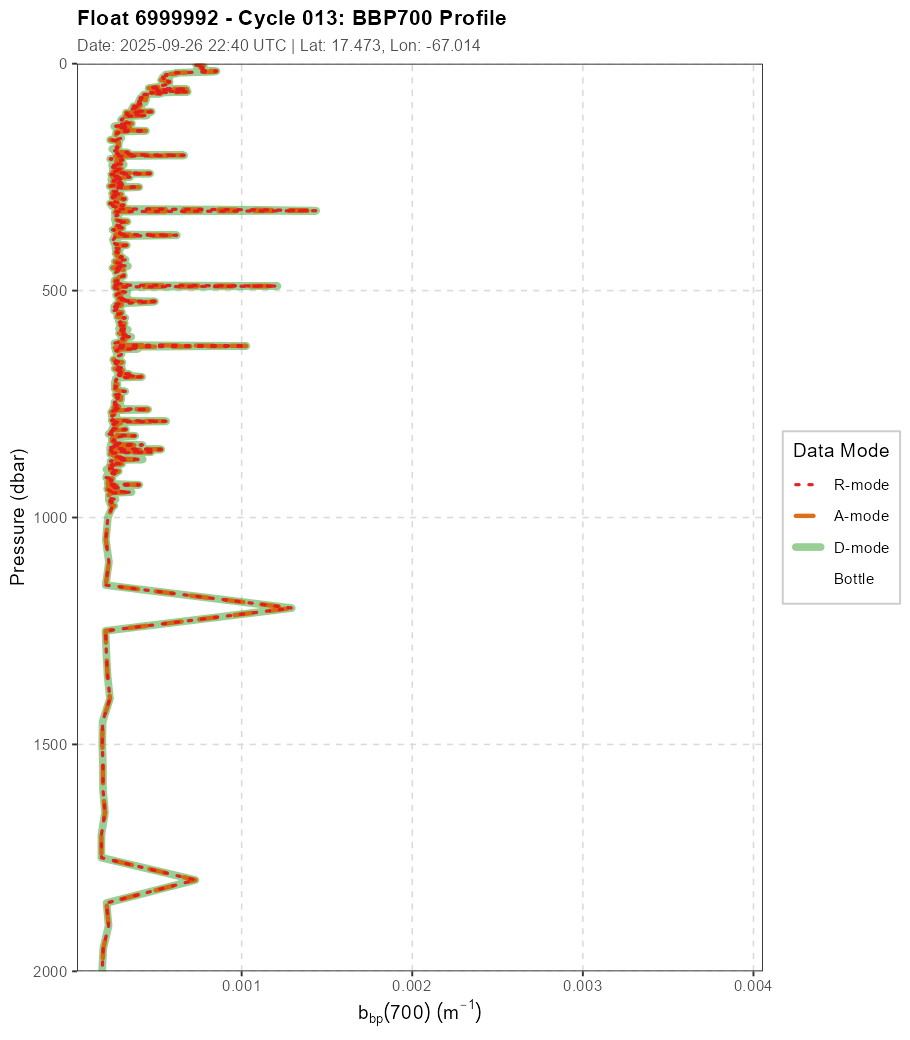 Float 6999992 - Cycle 013: BBP700 Profile
Date: 2025-09-26 22:40 UTC | Lat: 17.473, Lon: -67.014
0
500
1000
1500
2000
Pressure (dbar)
0.001 0.002 0.003 0.004
b_bp(700) (m⁻¹)
Data Mode
R-mode
A-mode
D-mode
Bottle